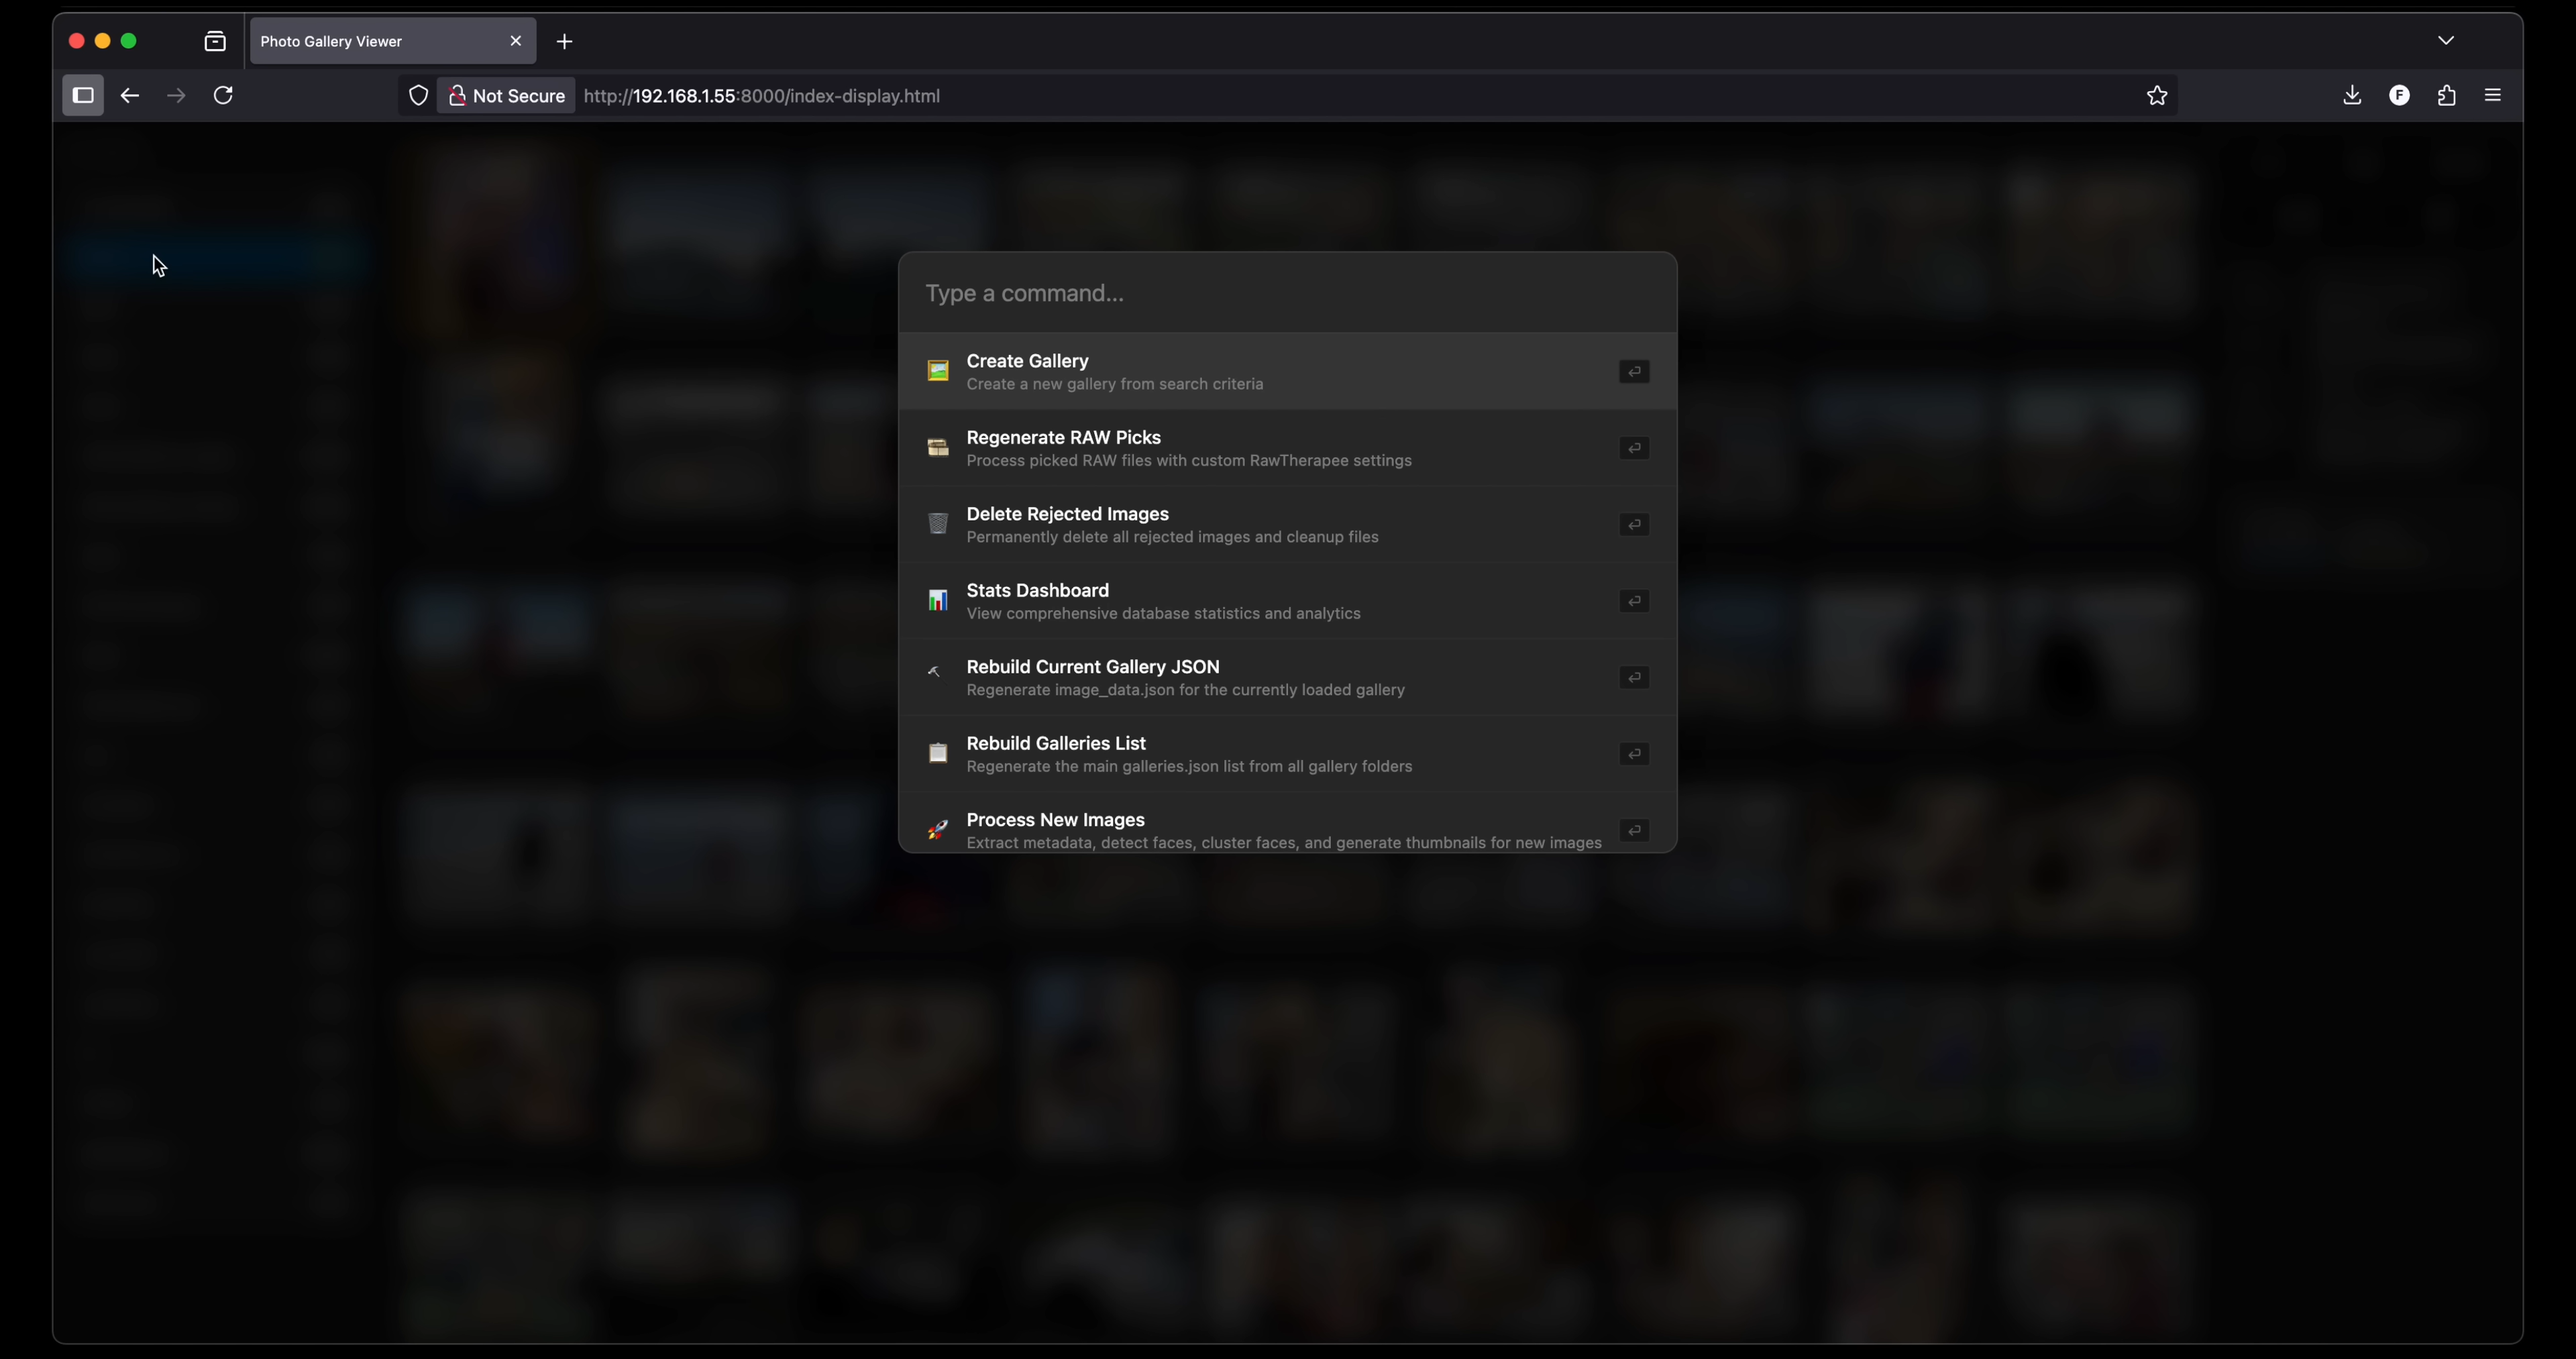 Photo Gallery Viewer
Not Secure http://192.168.1.55:8000/index-display.html
F
Type a command...
Create Gallery
Create a new gallery from search criteria
Regenerate RAW Picks
Process picked RAW files with custom RawTherapee settings
Delete Rejected Images
Permanently delete all rejected images and cleanup files
Stats Dashboard
View comprehensive database statistics and analytics
Rebuild Current Gallery JSON
Regenerate image_data.json for the currently loaded gallery
Rebuild Galleries List
Regenerate the main galleries.json list from all gallery folders
Process New Images
Extract metadata, detect faces, cluster faces, and generate thumbnails for new images